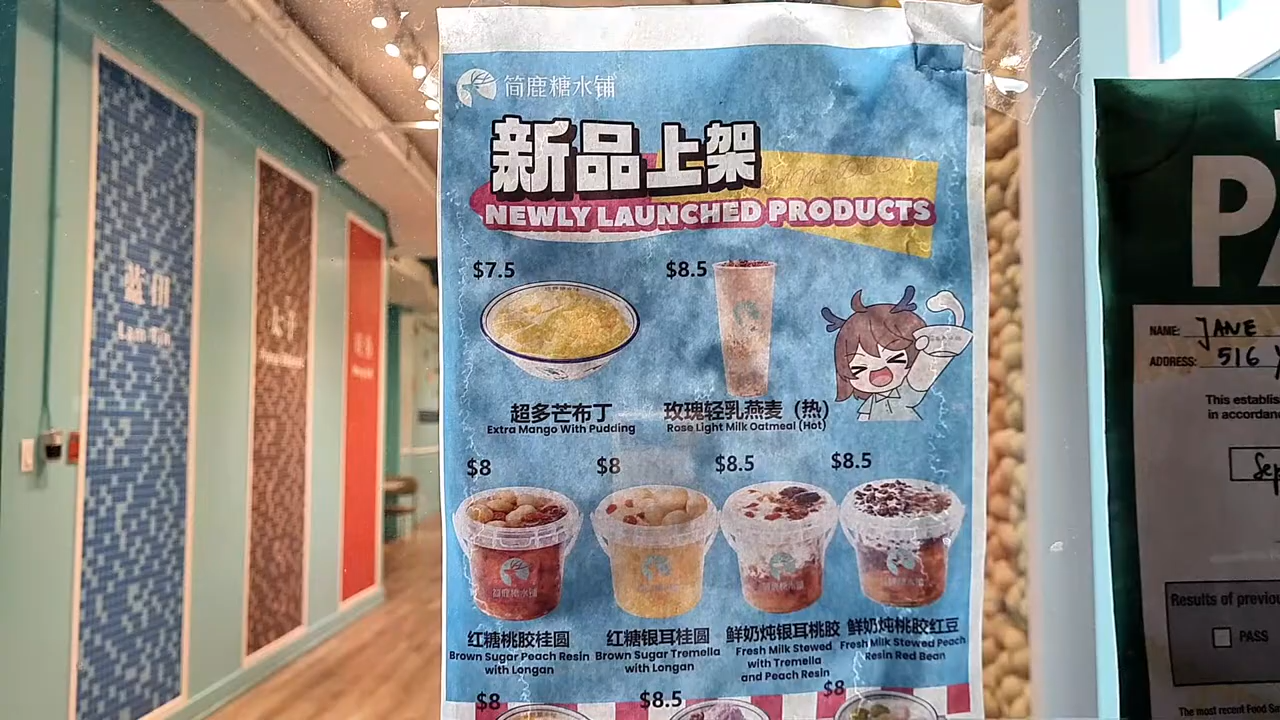 简鹿糖水铺
新品上架
NEWLY LAUNCHED PRODUCTS
$7.5
$8.5
超多芒布丁
Extra Mango With Pudding
玫瑰轻乳燕麦（热）
Rose Light Milk Oatmeal (Hot)
$8
$8
$8.5
$8.5
红糖桃胶桂圆
Brown Sugar Peach Resin
with Longan
红糖银耳桂圆
Brown Sugar Tremella
with Longan
鲜奶炖银耳桃胶
Fresh Milk Stewed
with Tremella
and Peach Resin
鲜奶炖桃胶红豆
Fresh Milk Stewed Peach
Resin Red Bean
$8
$8.5
$8
蓝印
NAME: JANE
ADDRESS: 516
This establis
in accordanc
Sep
Results of previou
PASS
The most recent Food Sa